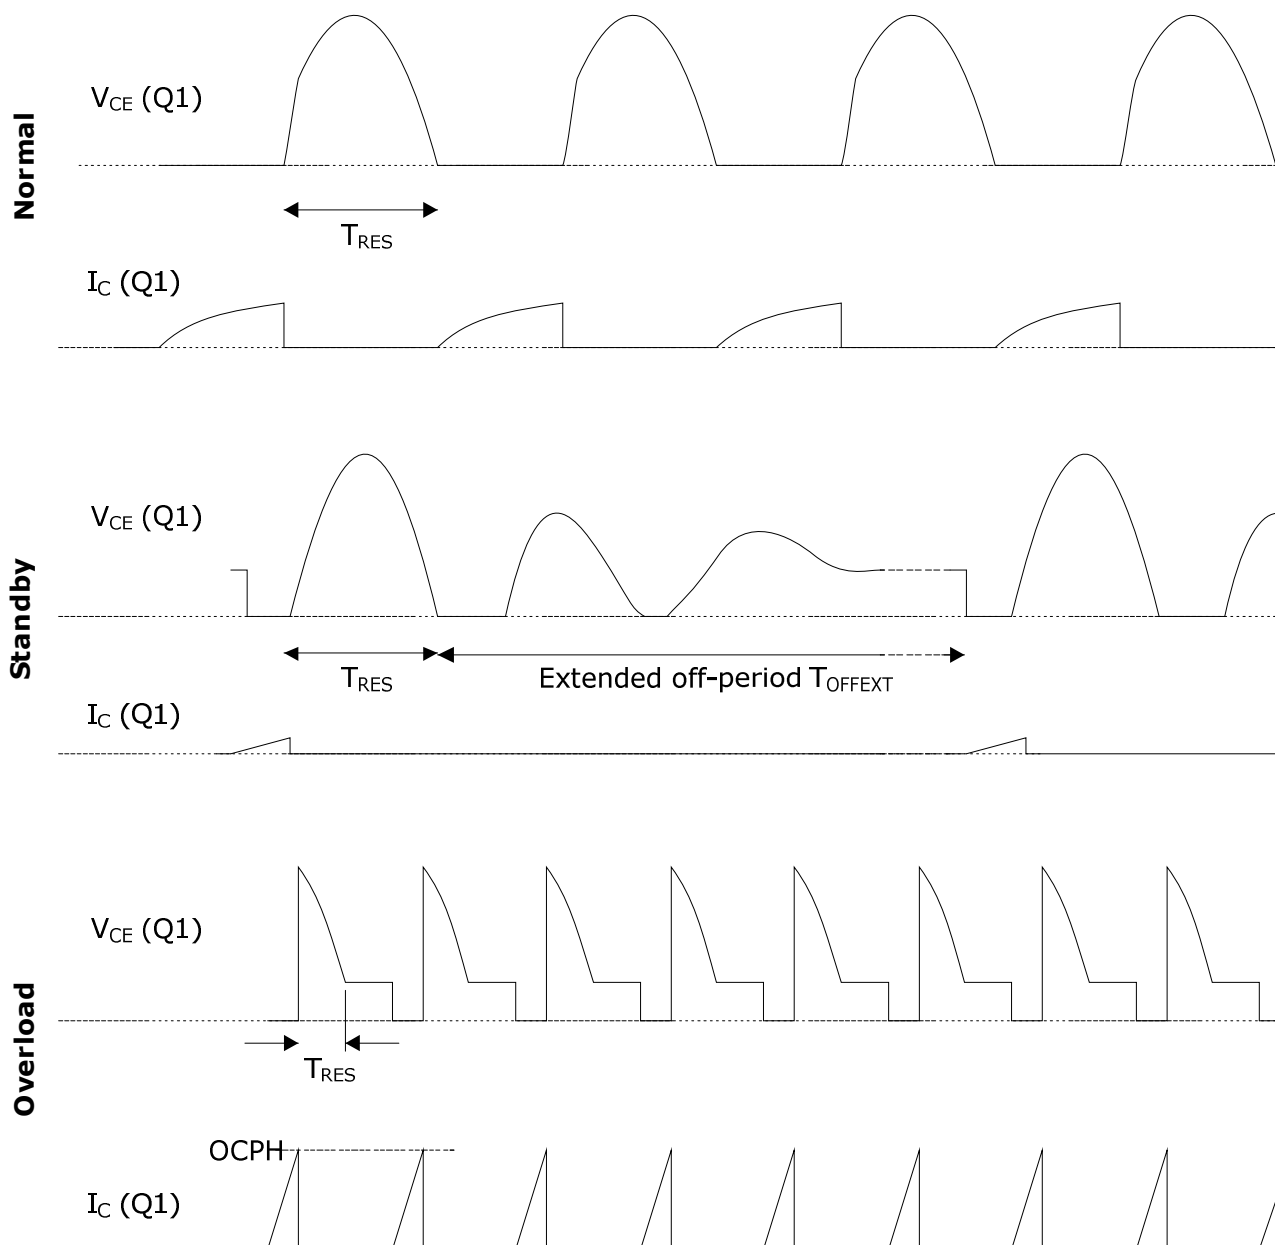 Normal
VCE (Q1)
TRES
IC (Q1)
Standby
VCE (Q1)
TRES
Extended off-period TOFFEXT
IC (Q1)
Overload
VCE (Q1)
TRES
OCPH
IC (Q1)